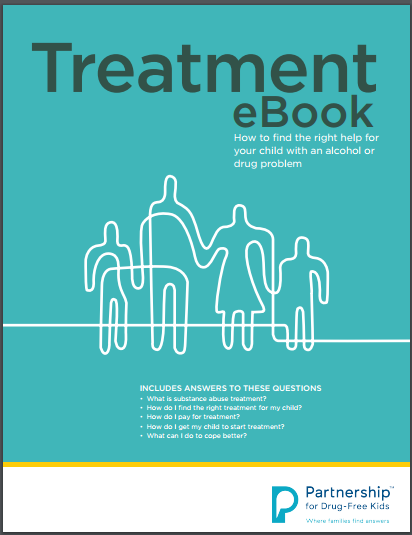 Treatment
eBook
How to find the right help for
your child with an alcohol or
drug problem
INCLUDES ANSWERS TO THESE QUESTIONS
• What is substance abuse treatment?
• How do I find the right treatment for my child?
• How do I pay for treatment?
• How do I get my child to start treatment?
• What can I do to cope better?
Partnership™
for Drug-Free Kids
Where families find answers